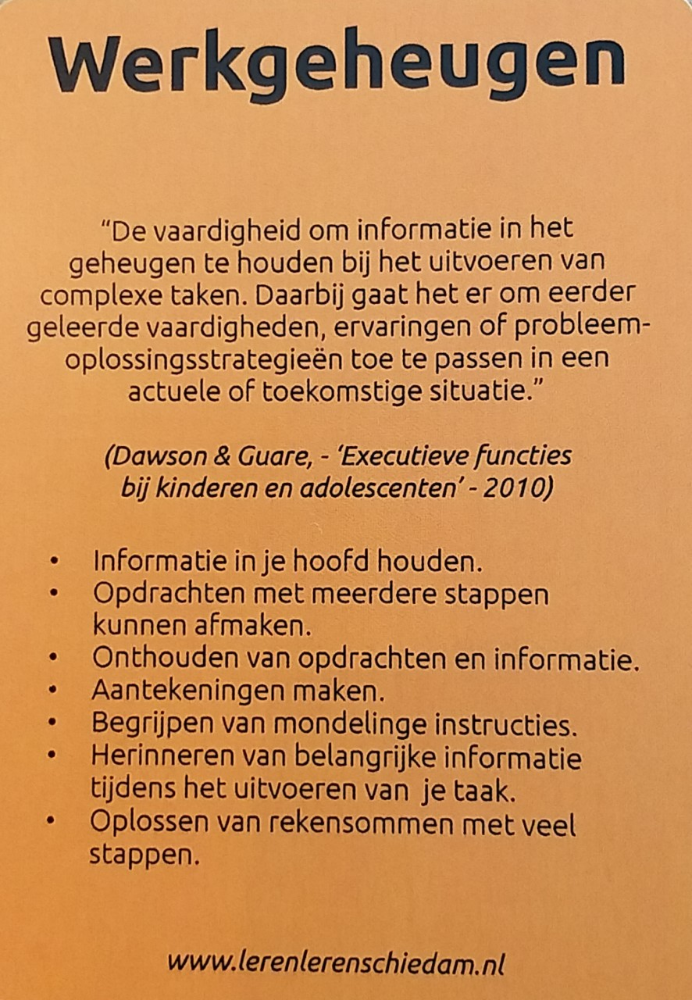 Werkgeheugen
“De vaardigheid om informatie in het
geheugen te houden bij het uitvoeren van
complexe taken. Daarbij gaat het er om eerder
geleerde vaardigheden, ervaringen of probleem-
oplossingsstrategieën toe te passen in een
actuele of toekomstige situatie.”
(Dawson & Guare, - ‘Executieve functies
bij kinderen en adolescenten’ - 2010)
• Informatie in je hoofd houden.
• Opdrachten met meerdere stappen
kunnen afmaken.
• Onthouden van opdrachten en informatie.
• Aantekeningen maken.
• Begrijpen van mondelinge instructies.
• Herinneren van belangrijke informatie
tijdens het uitvoeren van je taak.
• Oplossen van rekensommen met veel
stappen.
www.lerenlerenschiedam.nl